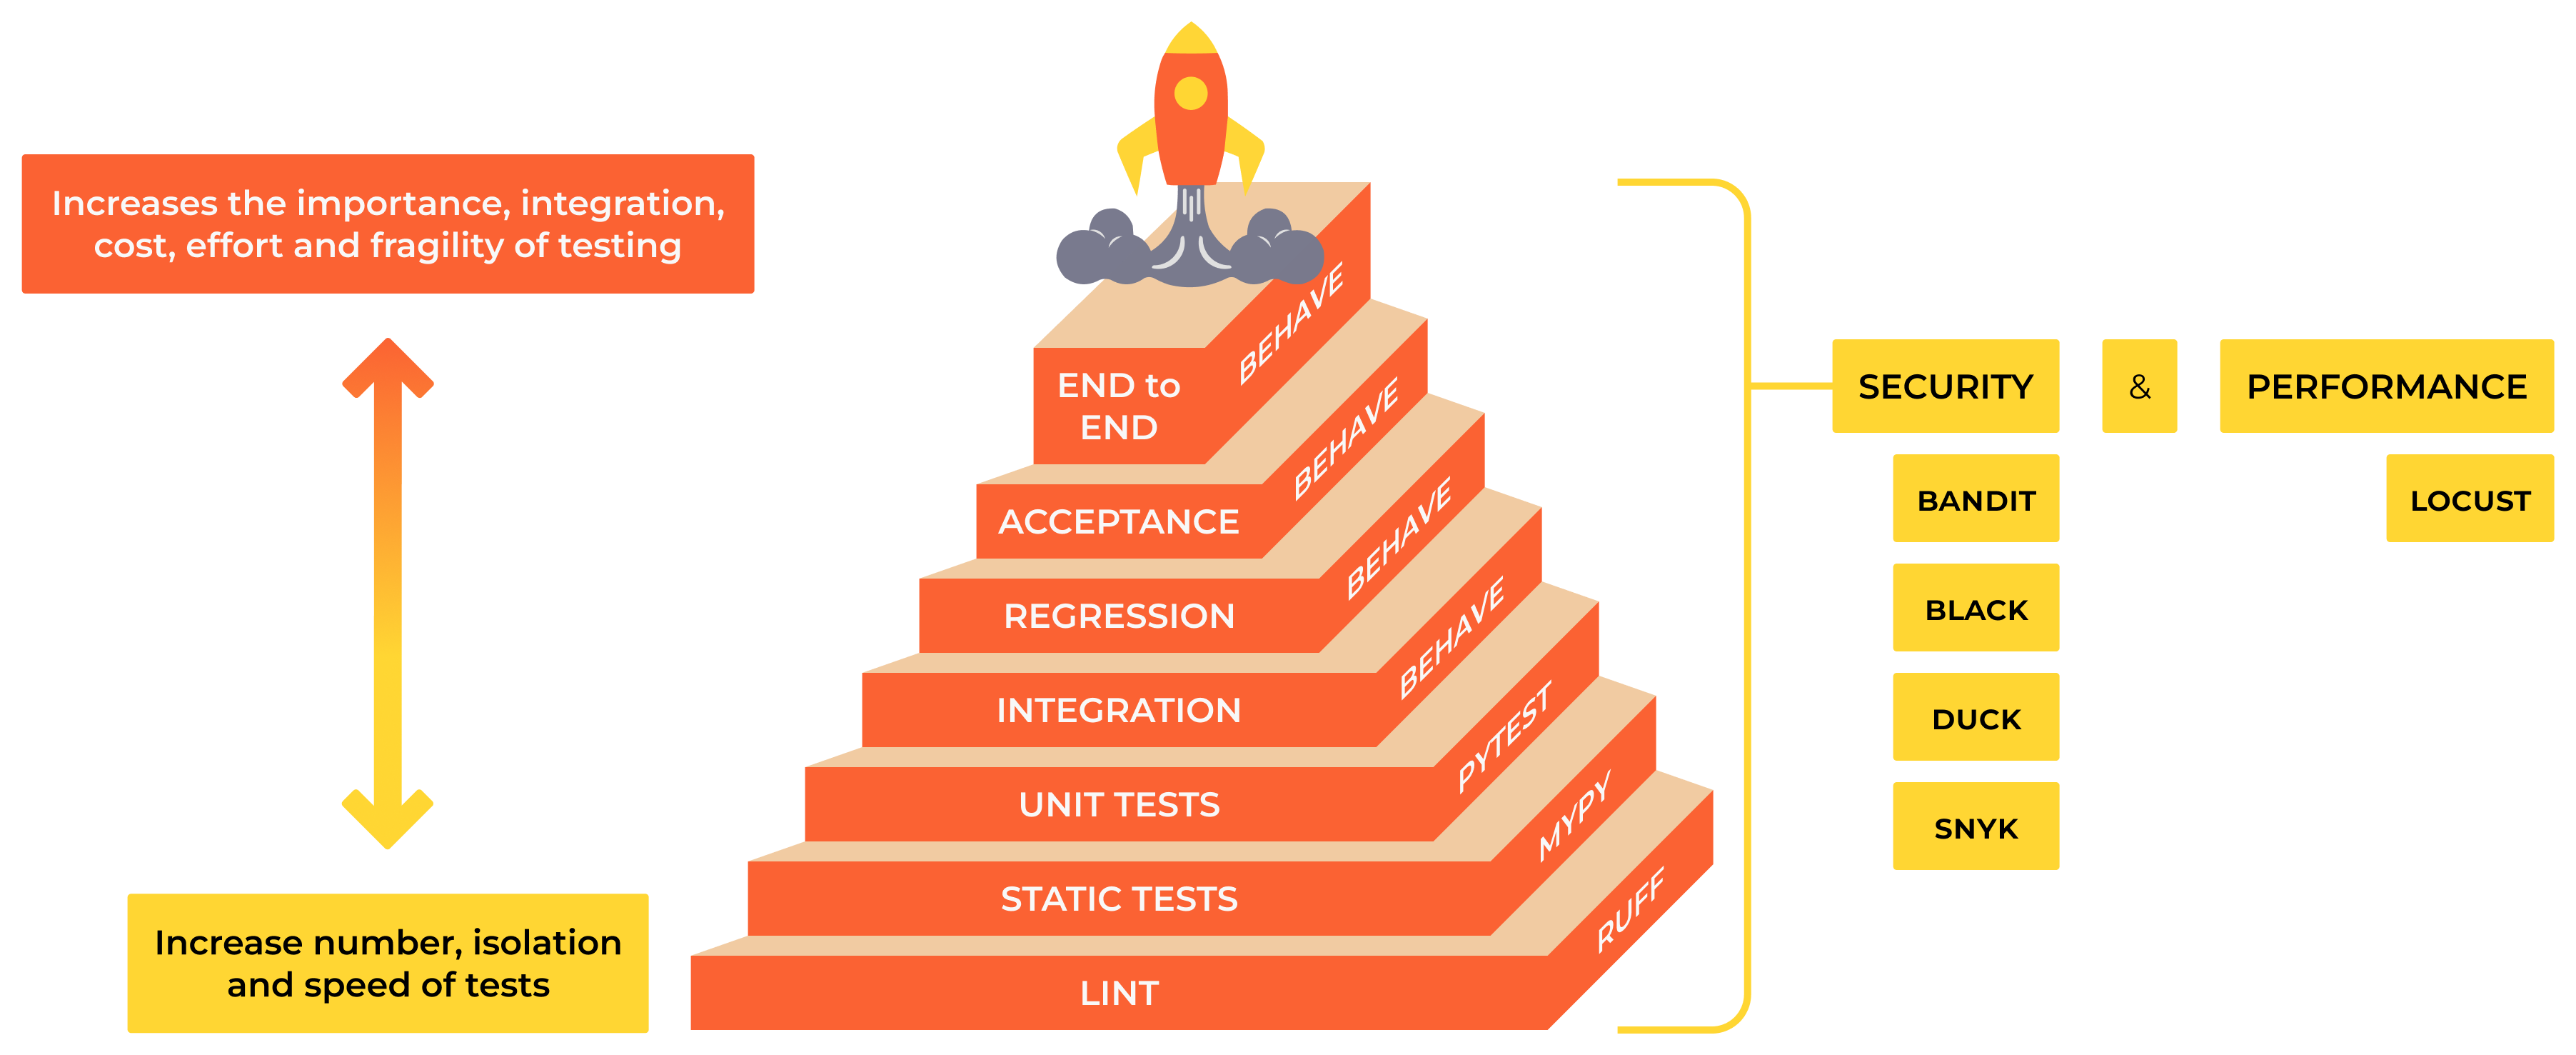 Increases the importance, integration,
cost, effort and fragility of testing
Increase number, isolation
and speed of tests
END to
END
BEHAVE
ACCEPTANCE
BEHAVE
REGRESSION
BEHAVE
INTEGRATION
BEHAVE
UNIT TESTS
PYTEST
STATIC TESTS
MYPY
LINT
RUFF
SECURITY
&
PERFORMANCE
BANDIT
LOCUST
BLACK
DUCK
SNYK